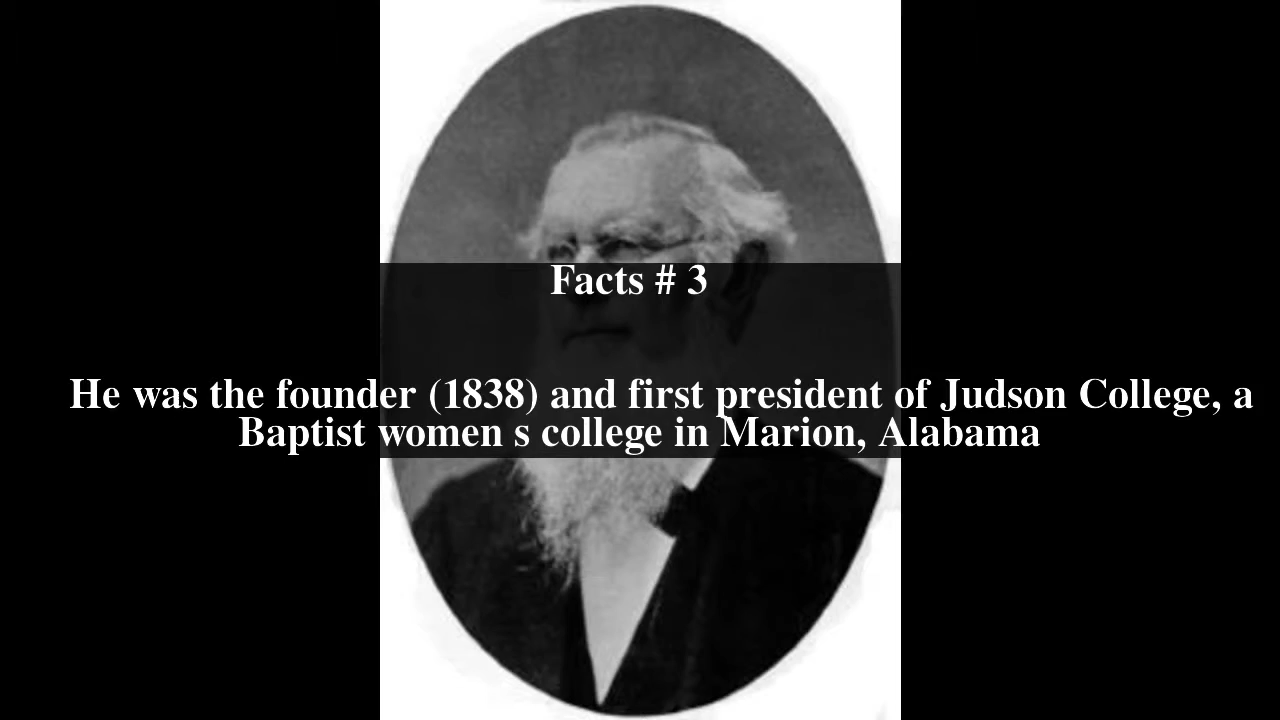 Facts # 3
He was the founder (1838) and first president of Judson College, a
Baptist women s college in Marion, Alabama